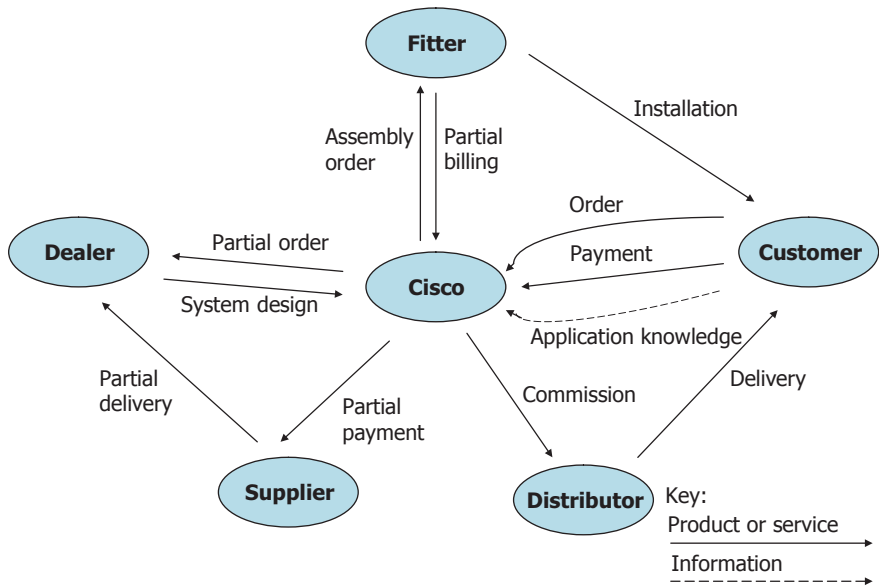 Fitter
Installation
Assembly
order
Partial
billing
Order
Dealer
Partial order
Payment
Customer
Cisco
System design
Application knowledge
Partial
delivery
Partial
payment
Commission
Delivery
Supplier
Distributor
Key:
Product or service
Information